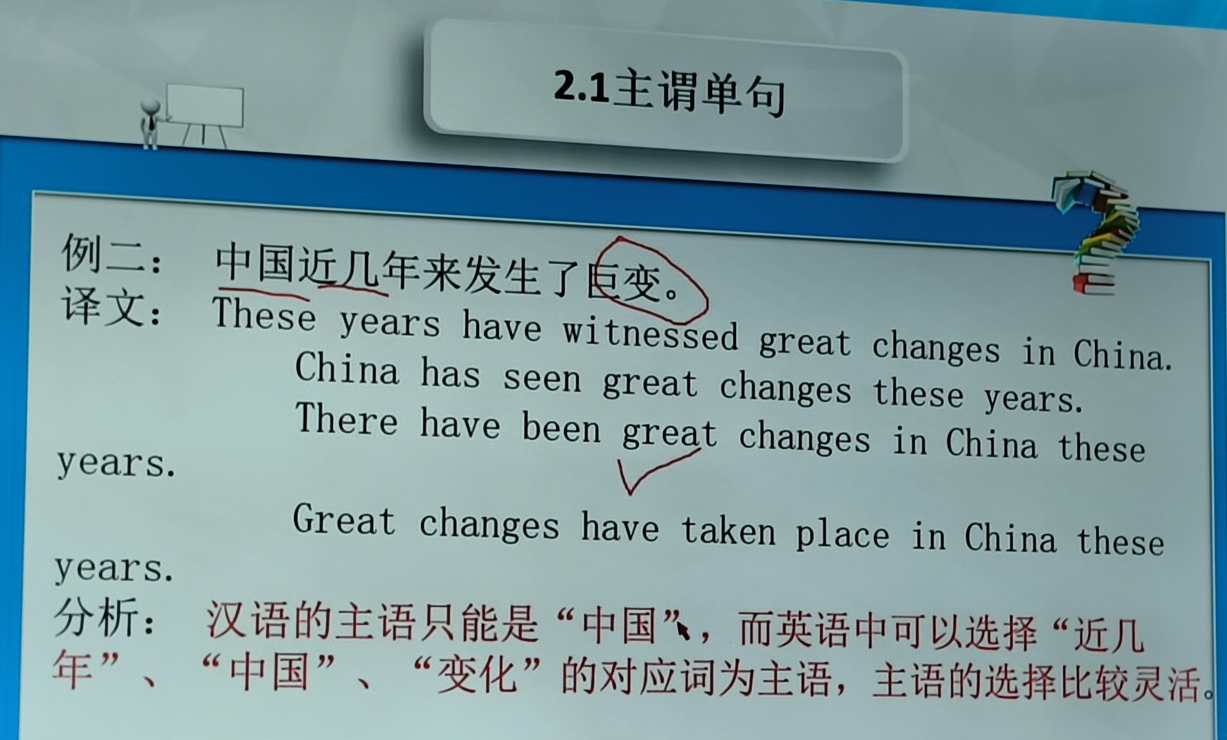 2.1主谓单句
例二： 中国近几年来发生了巨变。
译文： These years have witnessed great changes in China.
China has seen great changes these years.
There have been great changes in China these
years.
Great changes have taken place in China these
years.
分析： 汉语的主语只能是“中国”，而英语中可以选择“近几
年”、“中国”、“变化”的对应词为主语，主语的选择比较灵活。